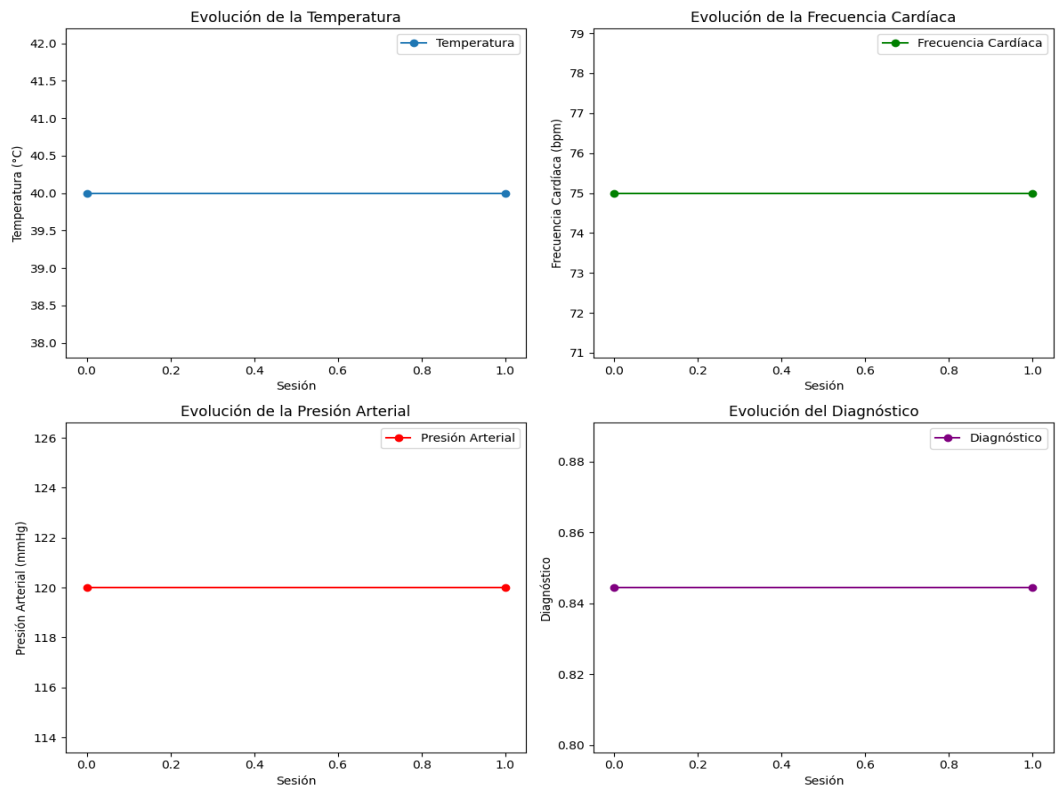 Evolución de la Temperatura
Temperatura
42.0
41.5
41.0
40.5
40.0
39.5
39.0
38.5
38.0
Temperatura (°C)
0.0 0.2 0.4 0.6 0.8 1.0
Sesión
Evolución de la Frecuencia Cardíaca
Frecuencia Cardíaca
79
78
77
76
75
74
73
72
71
Frecuencia Cardíaca (bpm)
0.0 0.2 0.4 0.6 0.8 1.0
Sesión
Evolución de la Presión Arterial
Presión Arterial
126
124
122
120
118
116
114
Presión Arterial (mmHg)
0.0 0.2 0.4 0.6 0.8 1.0
Sesión
Evolución del Diagnóstico
Diagnóstico
0.88
0.86
0.84
0.82
0.80
Diagnóstico
0.0 0.2 0.4 0.6 0.8 1.0
Sesión